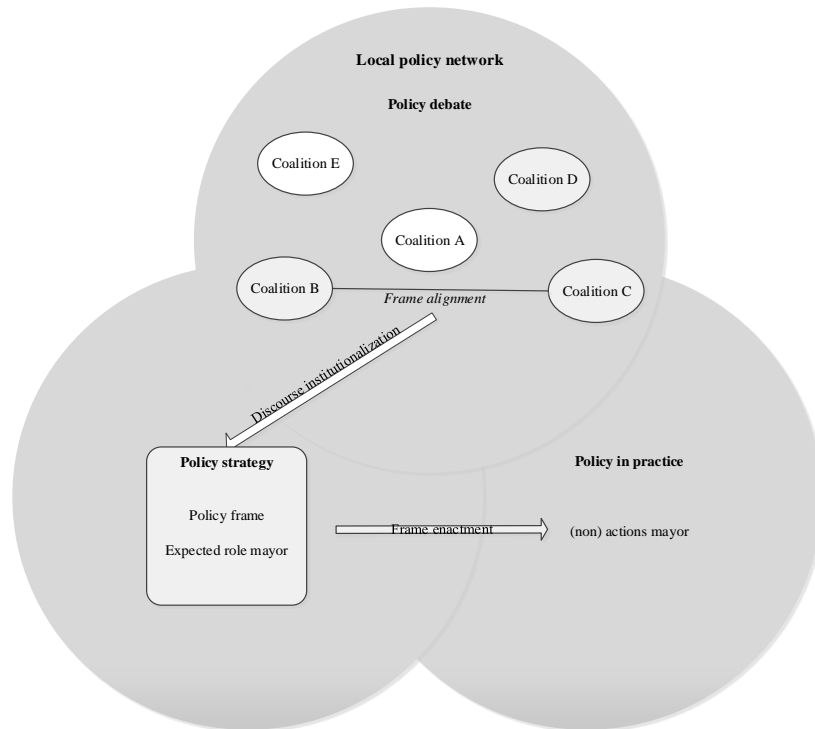 Local policy network
Policy debate
Coalition E
Coalition D
Coalition A
Coalition B
Coalition C
Frame alignment
Discourse institutionalization
Policy strategy
Policy in practice
Policy frame
Frame enactment
(non) actions mayor
Expected role mayor